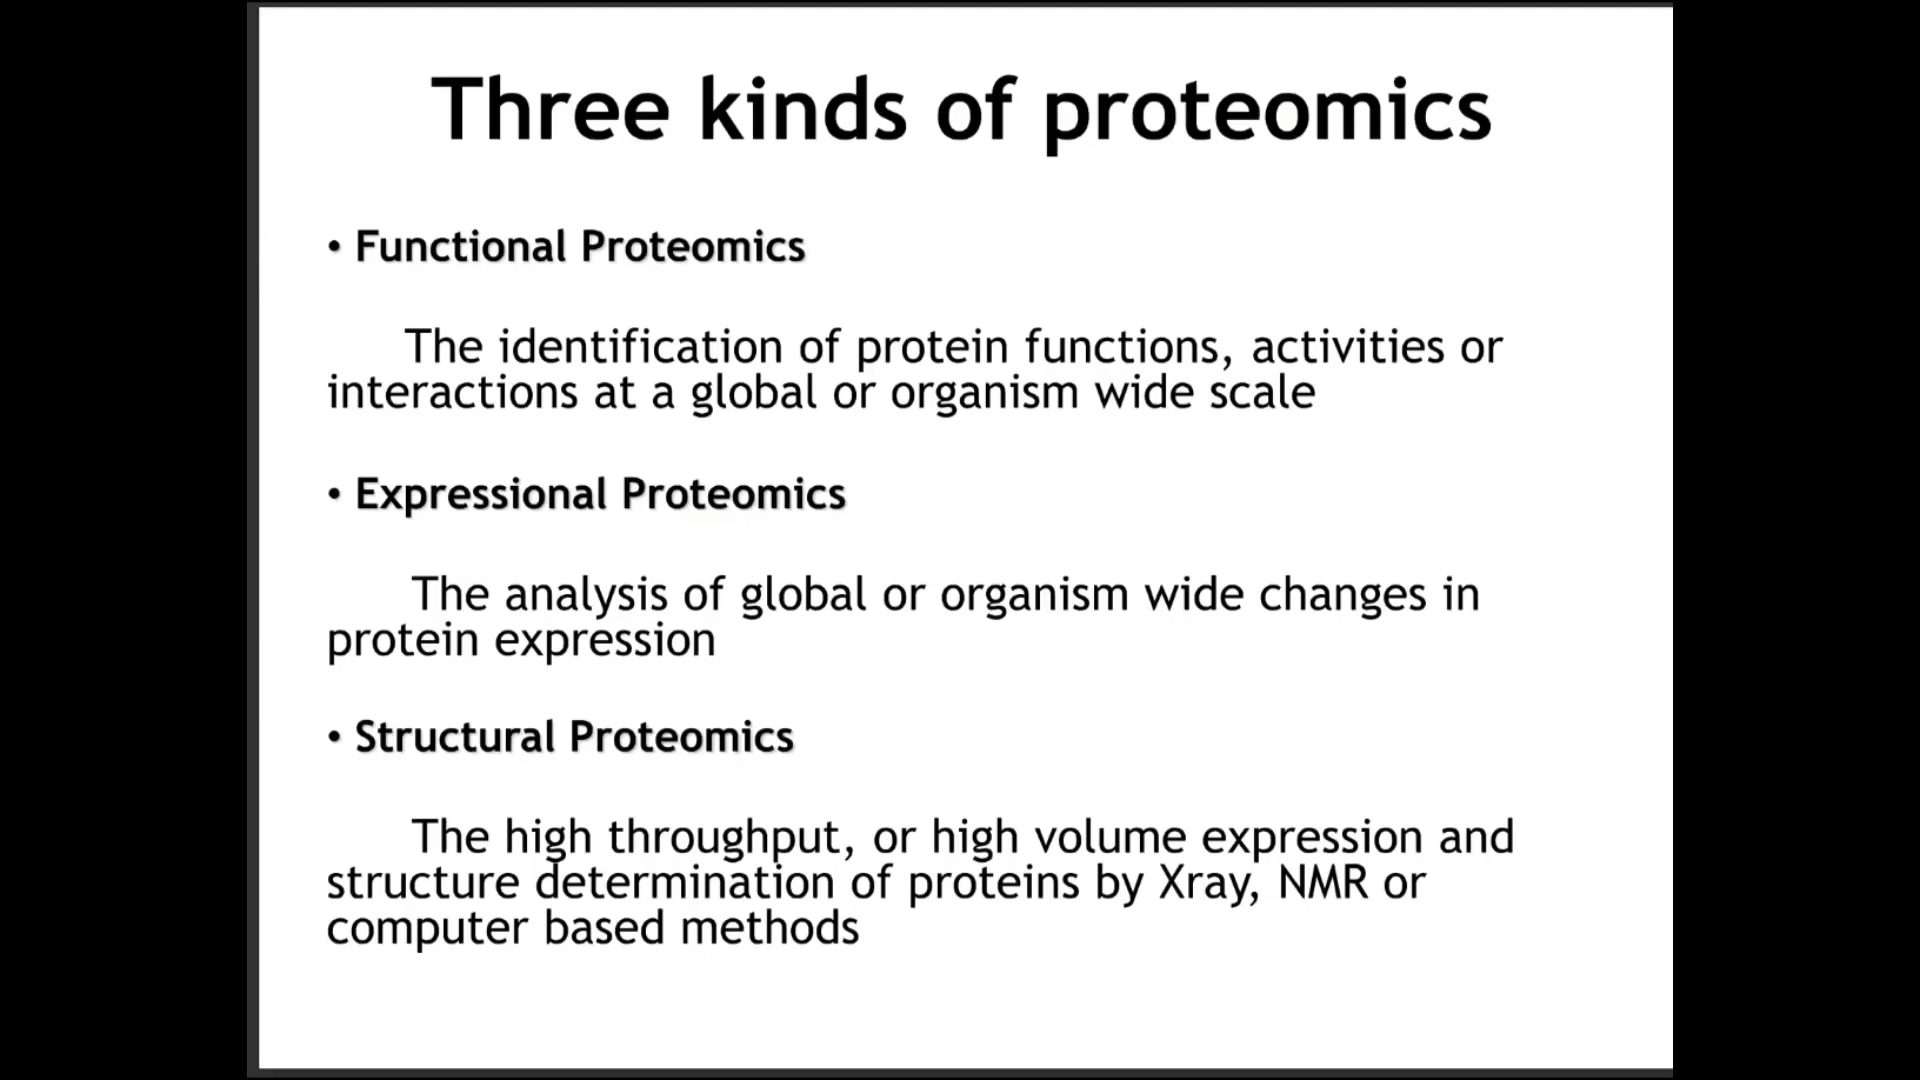 Three kinds of proteomics
• Functional Proteomics
The identification of protein functions, activities or
interactions at a global or organism wide scale
• Expressional Proteomics
The analysis of global or organism wide changes in
protein expression
• Structural Proteomics
The high throughput, or high volume expression and
structure determination of proteins by Xray, NMR or
computer based methods